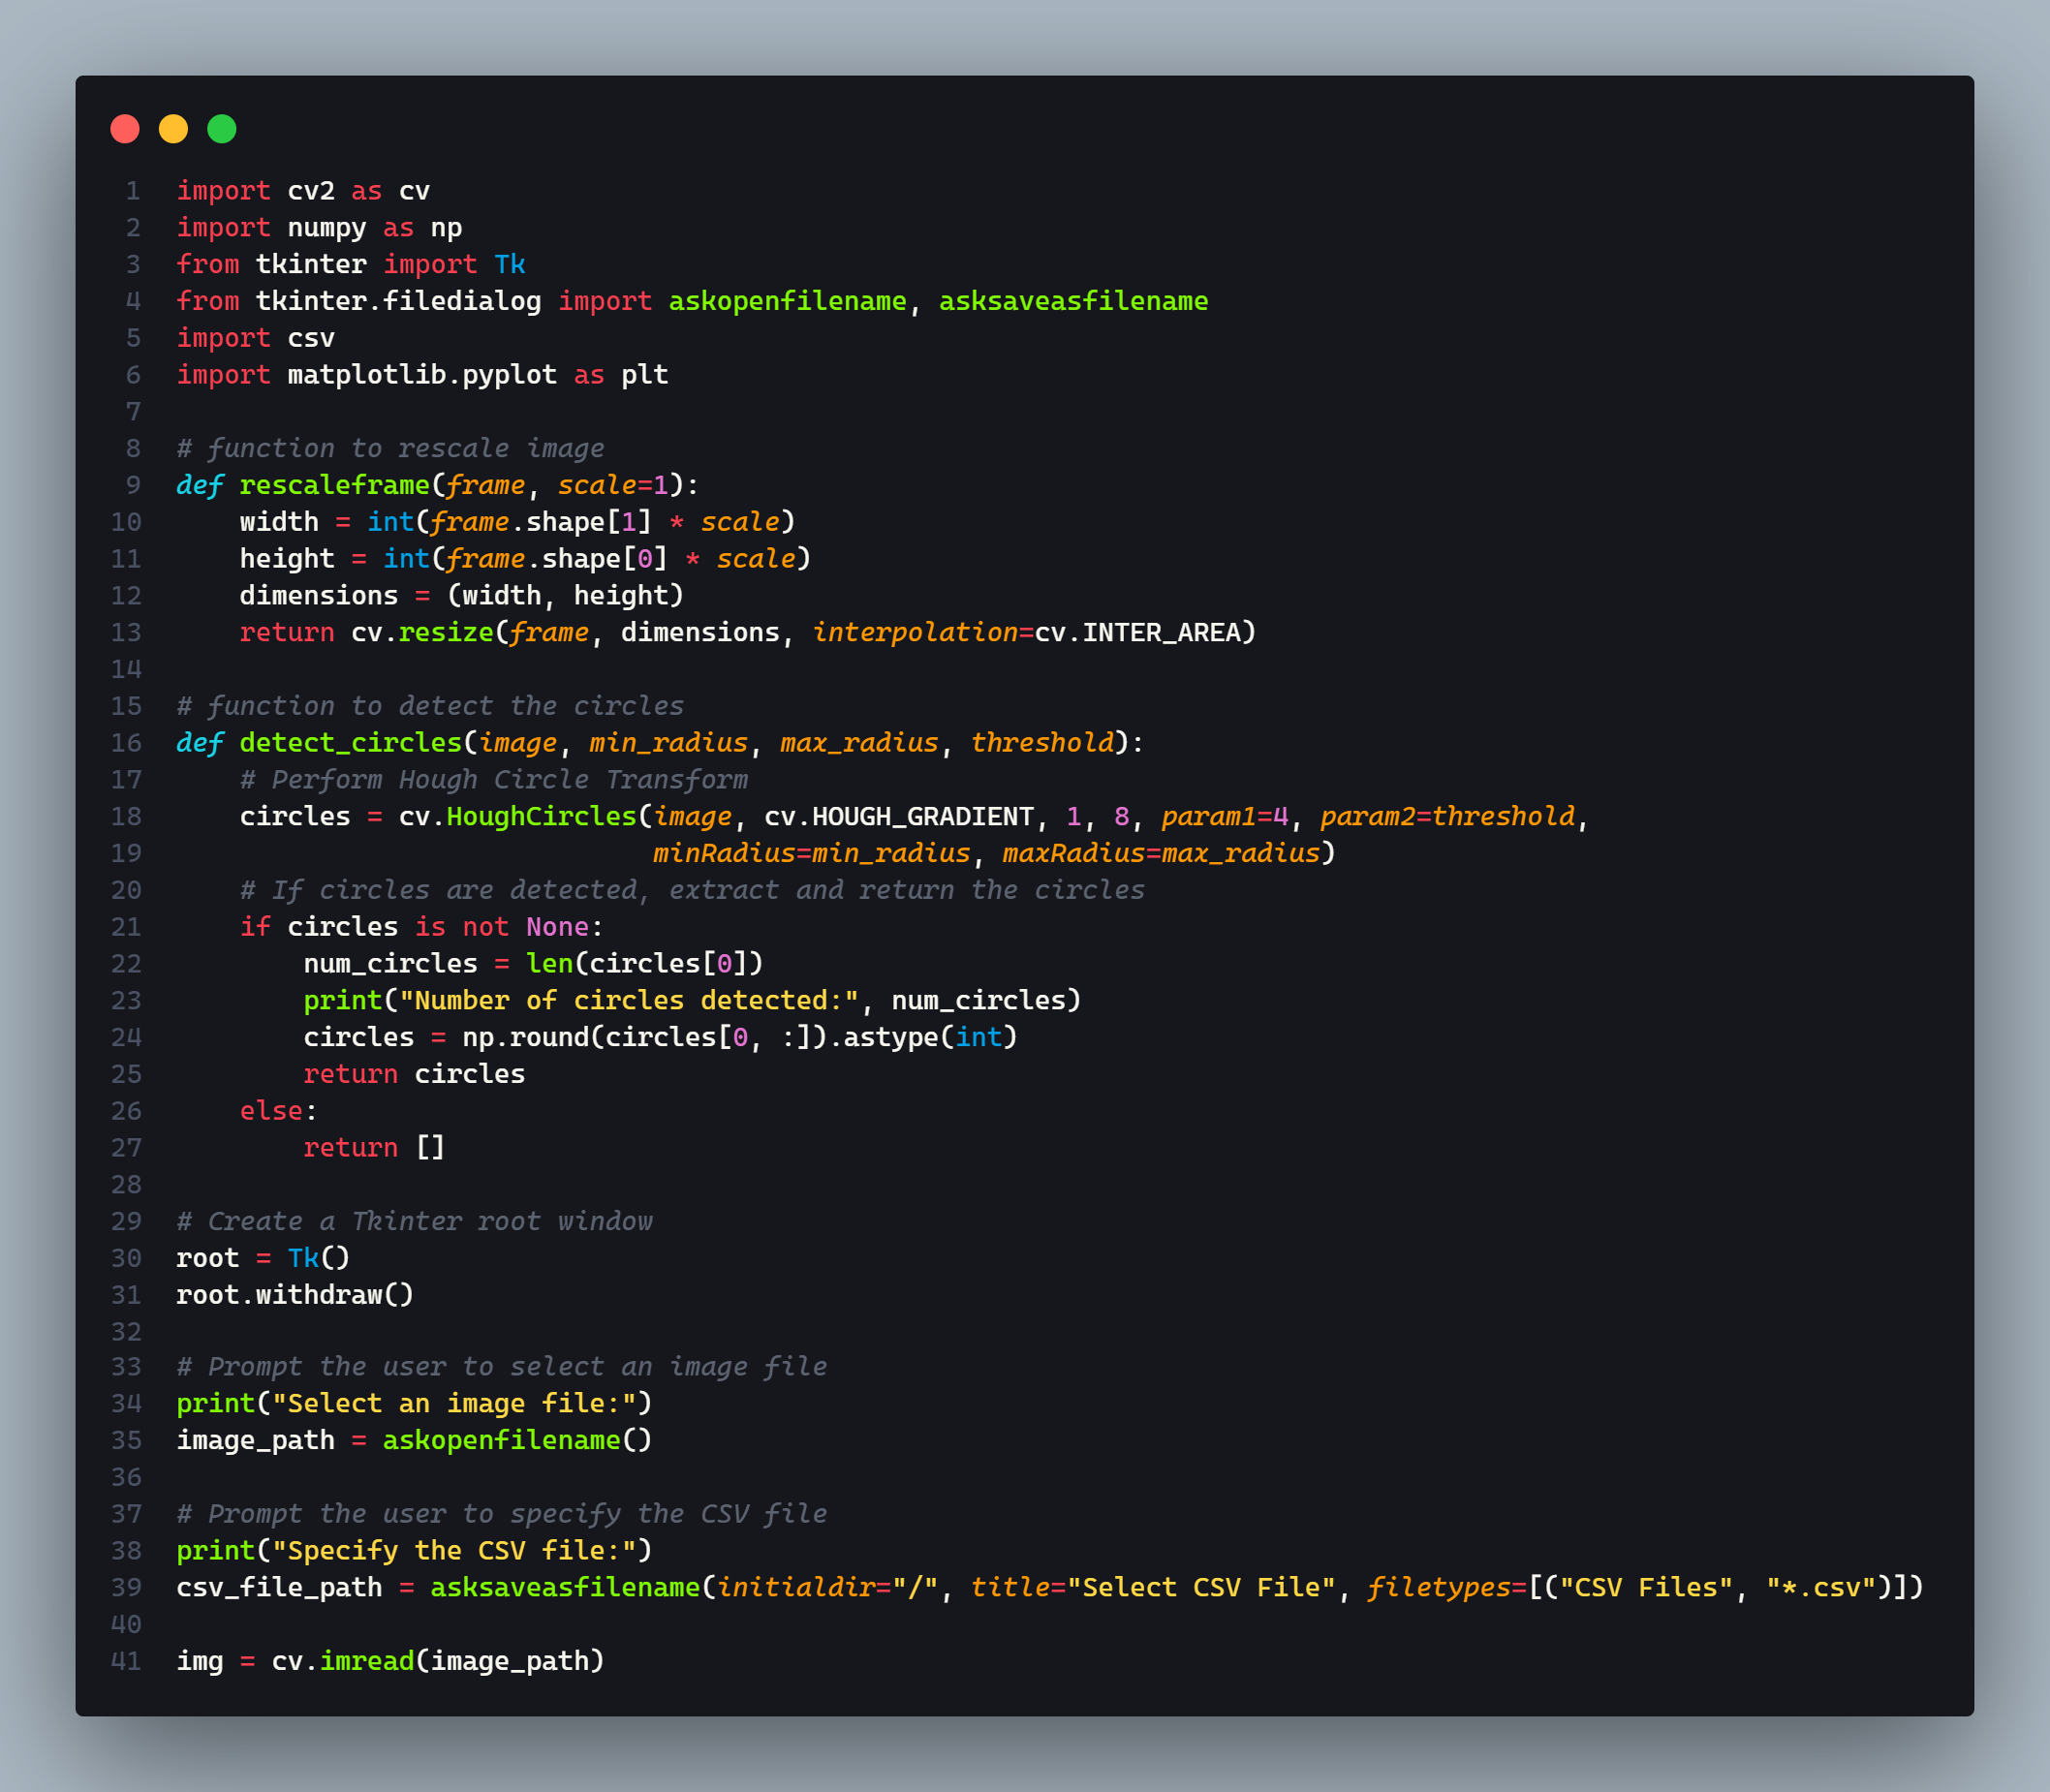 1 import cv2 as cv
2 import numpy as np
3 from tkinter import Tk
4 from tkinter.filedialog import askopenfilename, asksaveasfilename
5 import csv
6 import matplotlib.pyplot as plt
7
8 # function to rescale image
9 def rescaleframe(frame, scale=1):
10     width = int(frame.shape[1] * scale)
11     height = int(frame.shape[0] * scale)
12     dimensions = (width, height)
13     return cv.resize(frame, dimensions, interpolation=cv.INTER_AREA)
14
15 # function to detect the circles
16 def detect_circles(image, min_radius, max_radius, threshold):
17     # Perform Hough Circle Transform
18     circles = cv.HoughCircles(image, cv.HOUGH_GRADIENT, 1, 8, param1=4, param2=threshold,
19                               minRadius=min_radius, maxRadius=max_radius)
20     # If circles are detected, extract and return the circles
21     if circles is not None:
22         num_circles = len(circles[0])
23         print("Number of circles detected:", num_circles)
24         circles = np.round(circles[0, :]).astype(int)
25         return circles
26     else:
27         return []
28
29 # Create a Tkinter root window
30 root = Tk()
31 root.withdraw()
32
33 # Prompt the user to select an image file
34 print("Select an image file:")
35 image_path = askopenfilename()
36
37 # Prompt the user to specify the CSV file
38 print("Specify the CSV file:")
39 csv_file_path = asksaveasfilename(initialdir="/", title="Select CSV File", filetypes=[("CSV Files", "*.csv")])
40
41 img = cv.imread(image_path)